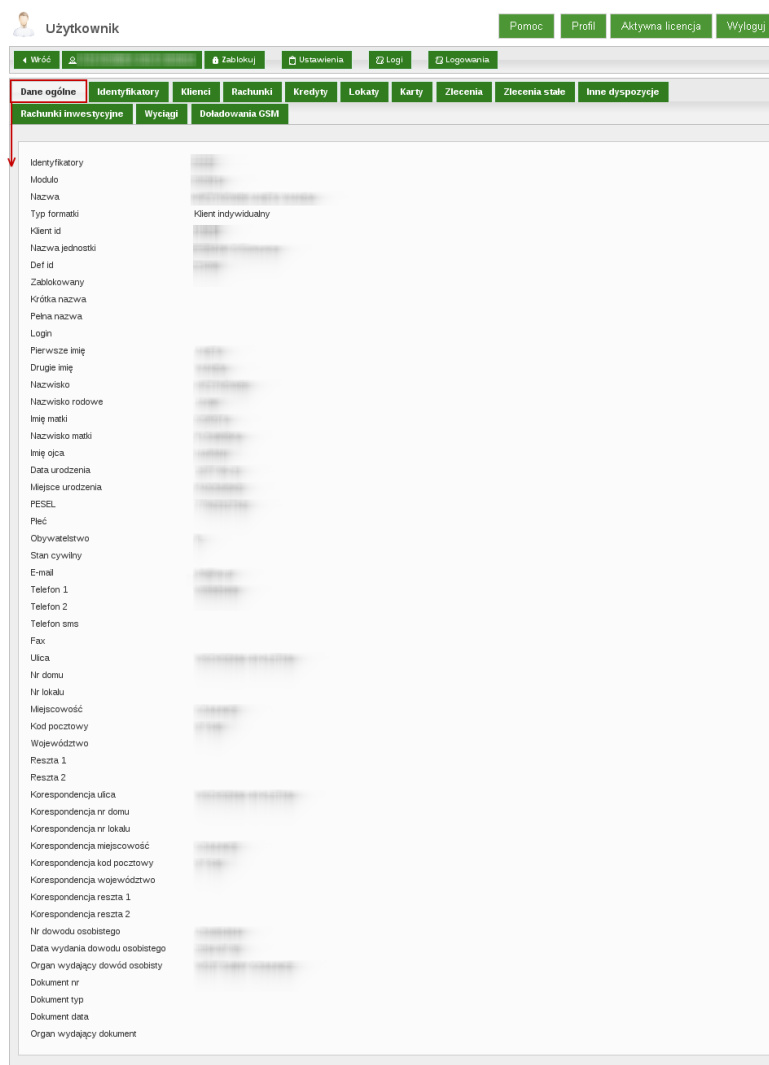 Użytkownik
Pomoc Profil Aktywna licencja Wyloguj
Wróć Zablokuj Ustawienia Logi Logowania
Dane ogólne Identyfikatory Klienci Rachunki Kredyty Lokaty Karty Zlecenia Zlecenia stałe Inne dyspozycje
Rachunki inwestycyjne Wyciągi Doładowania GSM
Identyfikatory
Modulo
Nazwa
Typ formatki Klient indywidualny
Klient id
Nazwa jednostki
Def id
Zablokowany
Krótka nazwa
Pełna nazwa
Login
Pierwsze imię
Drugie imię
Nazwisko
Nazwisko rodowe
Imię matki
Nazwisko matki
Imię ojca
Data urodzenia
Miejsce urodzenia
PESEL
Płeć
Obywatelstwo
Stan cywilny
E-mail
Telefon 1
Telefon 2
Telefon sms
Fax
Ulica
Nr domu
Nr lokalu
Miejscowość
Kod pocztowy
Województwo
Reszta 1
Reszta 2
Korespondencja ulica
Korespondencja nr domu
Korespondencja nr lokalu
Korespondencja miejscowość
Korespondencja kod pocztowy
Korespondencja województwo
Korespondencja reszta 1
Korespondencja reszta 2
Nr dowodu osobistego
Data wydania dowodu osobistego
Organ wydający dowód osobisty
Dokument nr
Dokument typ
Dokument data
Organ wydający dokument